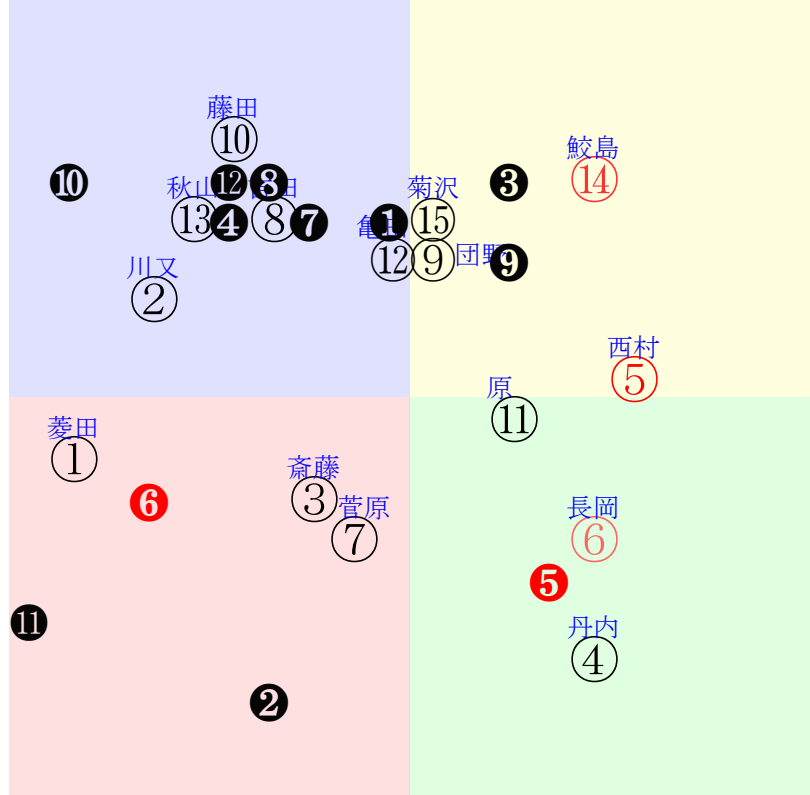 藤田
⑩
鮫島
⑭
❿
⓬
❽
❸
秋山
菊沢
⑬
❹
⑧
❼
❶
⑮
⑫
⑨
団野
❾
川又
②
西村
⑤
原
⑪
菱田
①
斎藤
③
❻
菅原
⑦
長岡
⑥
❺
⓫
丹内
④
❷